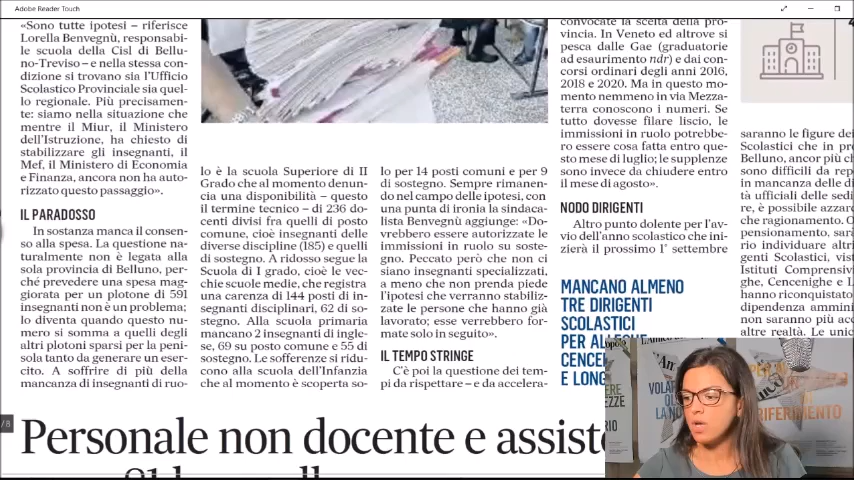 Adobe Reader Touch
«Sono tutte ipotesi – riferisce
Lorella Benvegnù, responsabi-
le scuola della Cisl di Bellu-
no-Treviso – e nella stessa con-
dizione si trovano sia l'Ufficio
Scolastico Provinciale sia quel-
lo regionale. Più precisamen-
te: siamo nella situazione che
mentre il Miur, il Ministero
dell'Istruzione, ha chiesto di
stabilizzare gli insegnanti, il
Mef, il Ministero di Economia
e Finanza, ancora non ha auto-
rizzato questo passaggio».
IL PARADOSSO
In sostanza manca il consen-
so alla spesa. La questione na-
turalmente non è legata alla
sola provincia di Belluno, per-
ché prevedere una spesa mag-
giorata per un plotone di 591
insegnanti non è un problema;
lo diventa quando questo nu-
mero si somma a quelli degli
altri plotoni sparsi per la peni-
sola tanto da generare un eser-
cito. A soffrire di più della
mancanza di insegnanti di ruo-
lo è la scuola Superiore di II
Grado che al momento denun-
cia una disponibilità – questo
il termine tecnico – di 236 do-
centi divisi fra quelli di posto
comune, cioè insegnanti delle
diverse discipline (185) e quelli
di sostegno. A ridosso segue la
Scuola di I grado, cioè le vec-
chie scuole medie, che registra
una carenza di 144 posti di in-
segnanti disciplinari, 62 di so-
stegno. Alla scuola primaria
mancano 2 insegnanti di ingle-
se, 69 su posto comune e 55 di
sostegno. Le sofferenze si ridu-
cono alla scuola dell'Infanzia
che al momento è scoperta so-
lo per 14 posti comuni e per 9
di sostegno. Sempre rimanen-
do nel campo delle ipotesi, con
una punta di ironia la sindaca-
lista Benvegnù aggiunge: «Do-
vrebbero essere autorizzate le
immissioni in ruolo su soste-
gno. Peccato però che non ci
siano insegnanti specializzati,
a meno che non prenda piede
l'ipotesi che verranno stabiliz-
zate le persone che hanno già
lavorato; esse verrebbero for-
mate solo in seguito».
IL TEMPO STRINGE
C'è poi la questione dei tem-
pi da rispettare – e da accelera-
convocate la scelta della pro-
vincia. In Veneto ed altrove si
pesca dalle Gae (graduatorie
ad esaurimento ndr) e dai con-
corsi ordinari degli anni 2016,
2018 e 2020. Ma in questo mo-
mento nemmeno in via Mezza-
terra conoscono i numeri. Se
tutto dovesse filare liscio, le
immissioni in ruolo potrebbe-
ro essere cosa fatta entro que-
sto mese di luglio; le supplenze
sono invece da chiudere entro
il mese di agosto».
NODO DIRIGENTI
Altro punto dolente per l'av-
vio dell'anno scolastico che ini-
zierà il prossimo 1° settembre
MANCANO ALMENO
TRE DIRIGENTI
SCOLASTICI
PER
CENCE
E LONG
saranno le figure dei
Scolastici che in pro
Belluno, ancor più ch
sono difficili da rep
in mancanza delle di
tà ufficiali delle sedi
re, è possibile azzard
che ragionamento. C
pensionamento, sarà
rio individuare altri
genti Scolastici, vist
Istituti Comprensiv
ghe, Cencenighe e L
hanno riconquistato
dipendenza ammini
non saranno più acc
altre realtà. Le unic
/8
Personale non docente e assist
RIFERIMENTO